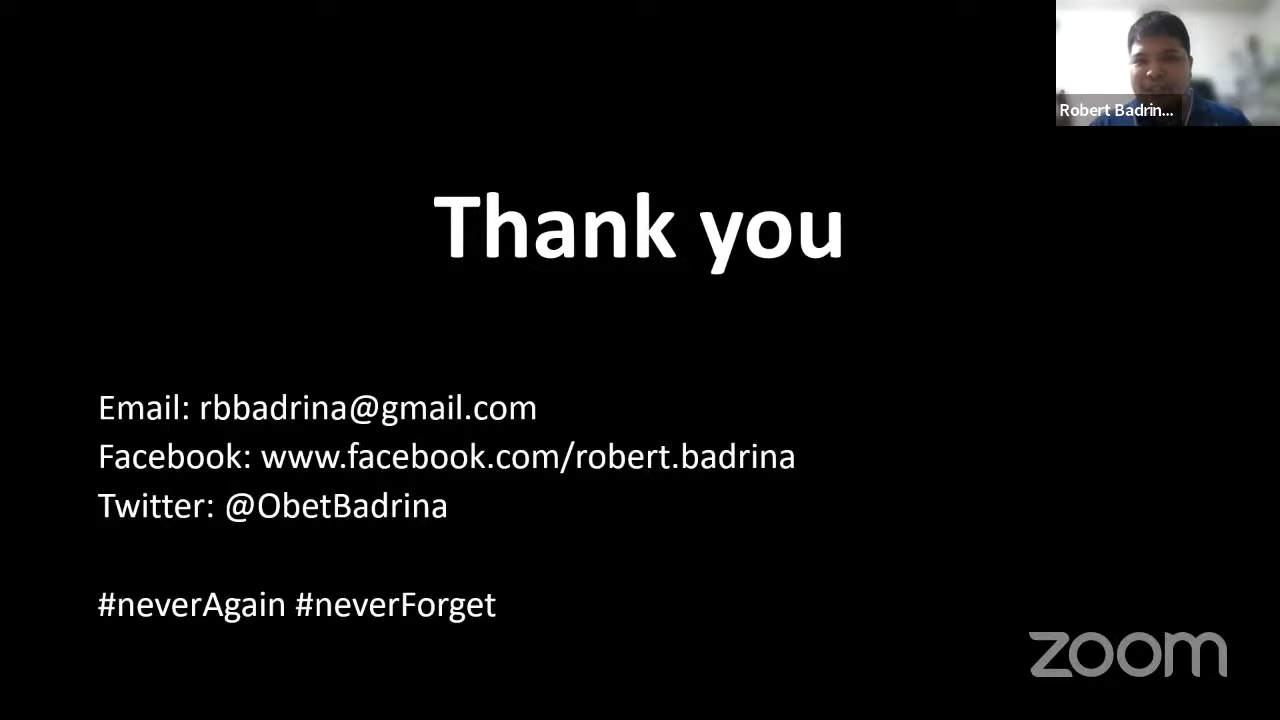 Robert Badrin...
Thank you
Email: rbbadrina@gmail.com
Facebook: www.facebook.com/robert.badrina
Twitter: @ObetBadrina
#neverAgain #neverForget
zoom